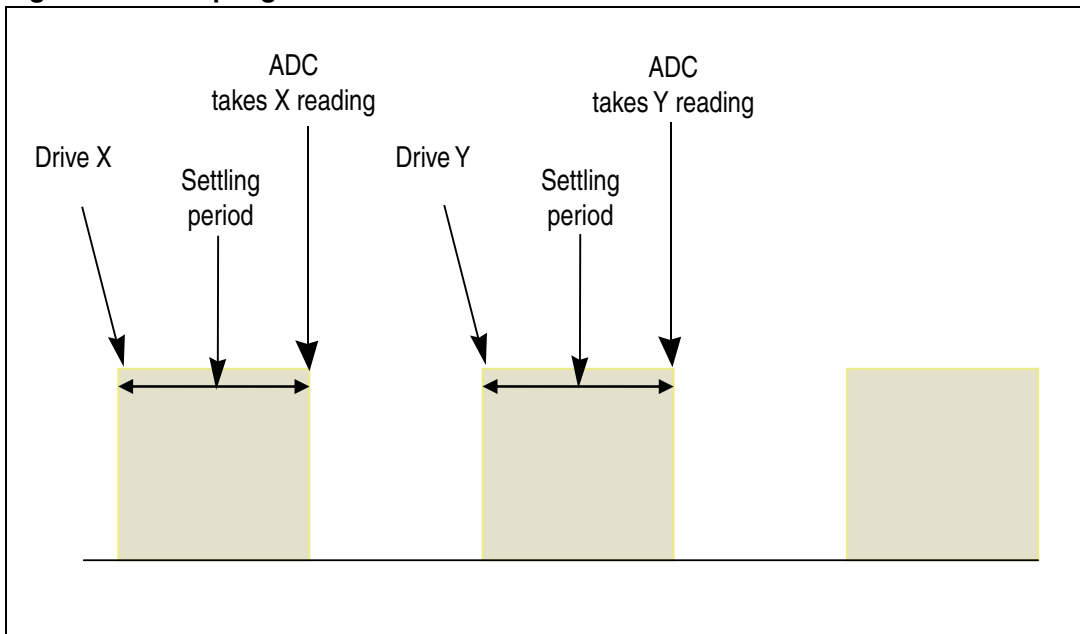 ADC
takes X reading
ADC
takes Y reading
Drive X
Drive Y
Settling
period
Settling
period